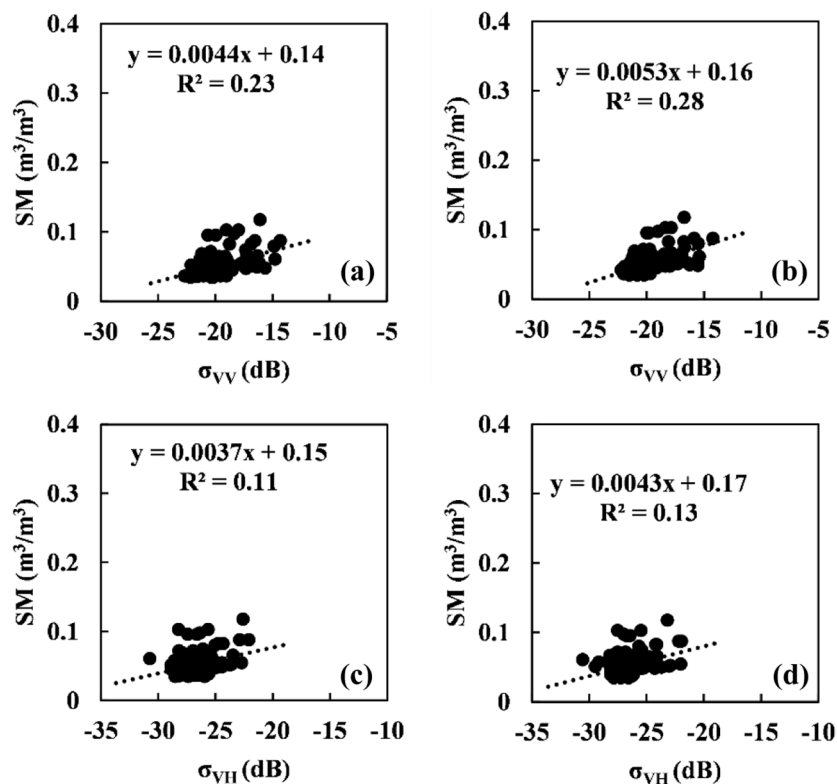 0.4
y = 0.0044x + 0.14
R² = 0.23
0.3
0.2
0.1
0
SM (m³/m³)
(a)
-30 -25 -20 -15 -10 -5
σVV (dB)
0.4
y = 0.0053x + 0.16
R² = 0.28
0.3
0.2
0.1
0
SM (m³/m³)
(b)
-30 -25 -20 -15 -10 -5
σVV (dB)
0.4
y = 0.0037x + 0.15
R² = 0.11
0.3
0.2
0.1
0
SM (m³/m³)
(c)
-35 -30 -25 -20 -15 -10
σVH (dB)
0.4
y = 0.0043x + 0.17
R² = 0.13
0.3
0.2
0.1
0
SM (m³/m³)
(d)
-35 -30 -25 -20 -15 -10
σVH (dB)